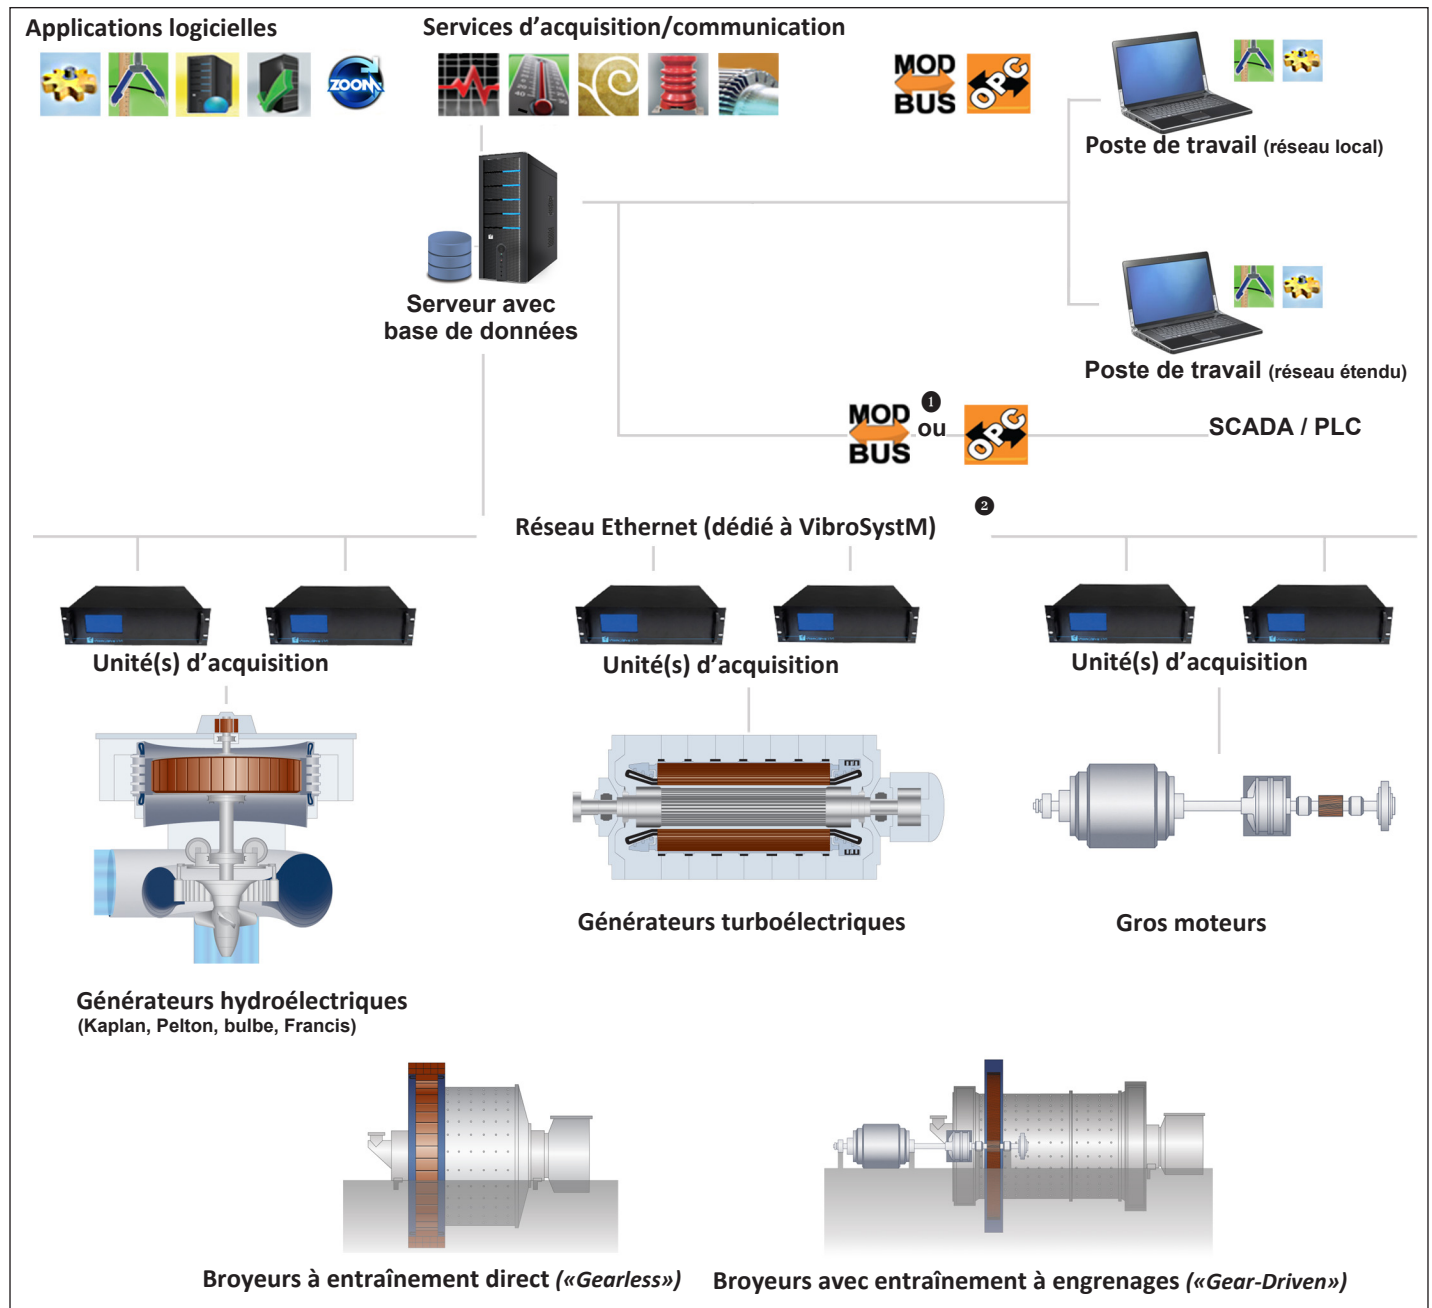 Applications logicielles
Services d’acquisition/communication
ZOOM
MOD
BUS
OPC
Poste de travail (réseau local)
Serveur avec
base de données
Poste de travail (réseau étendu)
MOD
BUS
❶
ou
OPC
SCADA / PLC
❷
Réseau Ethernet (dédié à VibroSystM)
Unité(s) d’acquisition
Unité(s) d’acquisition
Unité(s) d’acquisition
Générateurs turboélectriques
Gros moteurs
Générateurs hydroélectriques
(Kaplan, Pelton, bulbe, Francis)
Broyeurs à entraînement direct («Gearless»)
Broyeurs avec entraînement à engrenages («Gear-Driven»)